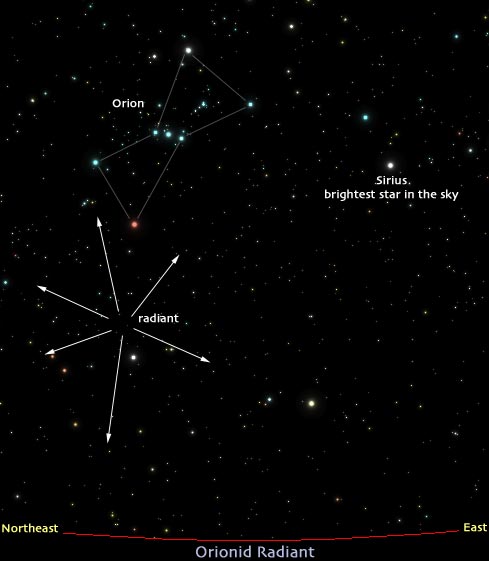 Orion
Sirius.
brightest star in the sky
radiant
Northeast
East
Orionid Radiant